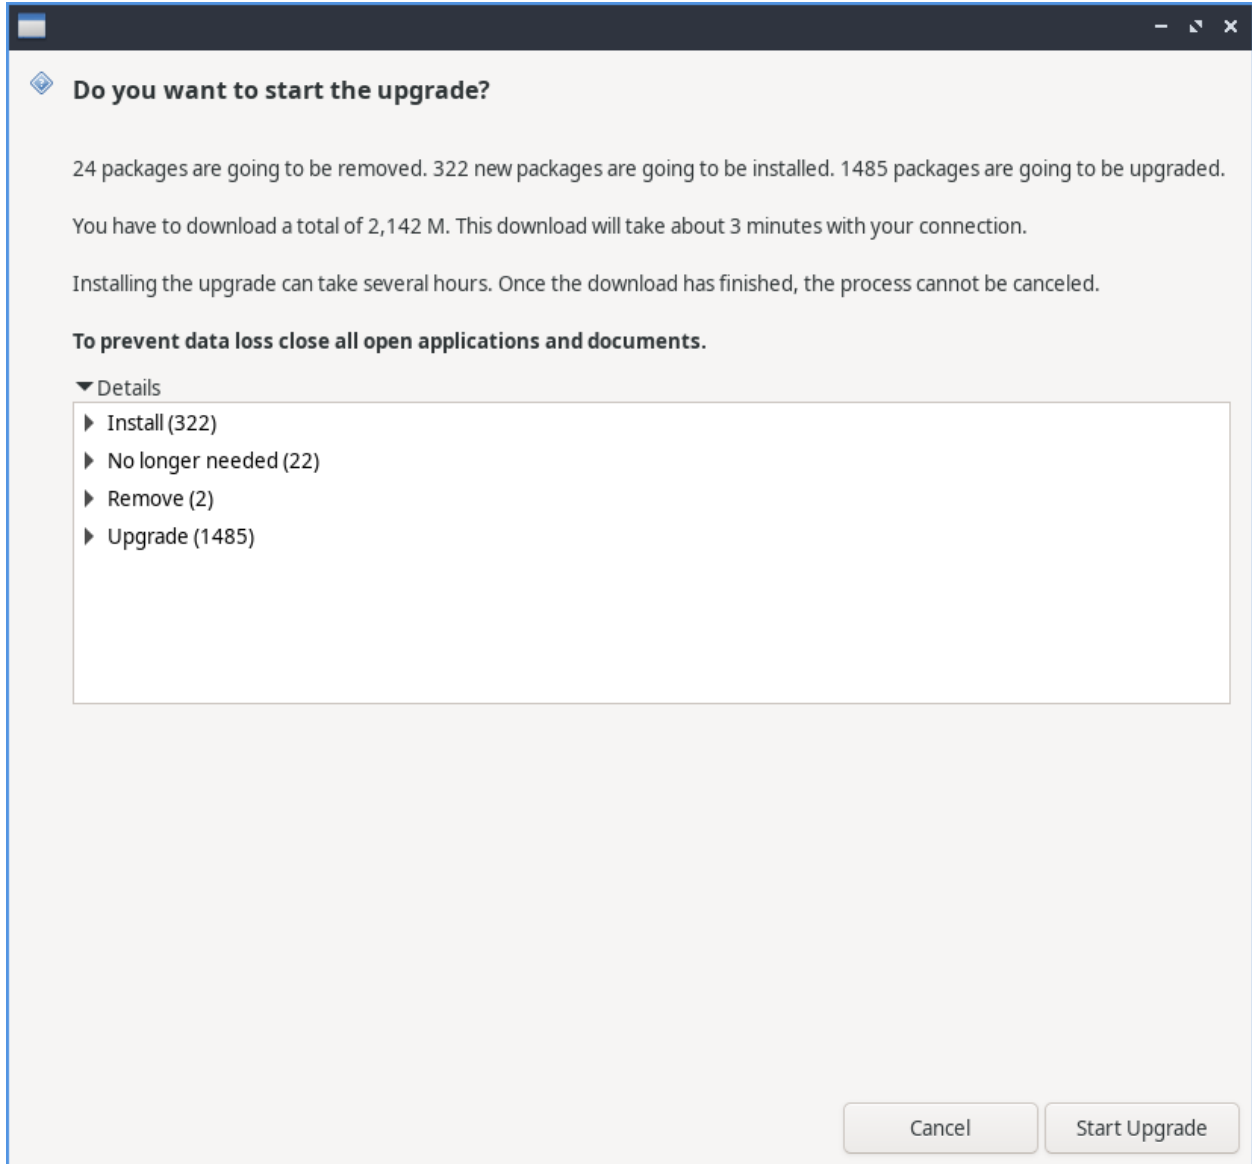 Do you want to start the upgrade?
24 packages are going to be removed. 322 new packages are going to be installed. 1485 packages are going to be upgraded.
You have to download a total of 2,142 M. This download will take about 3 minutes with your connection.
Installing the upgrade can take several hours. Once the download has finished, the process cannot be canceled.
To prevent data loss close all open applications and documents.
Details
Install (322)
No longer needed (22)
Remove (2)
Upgrade (1485)
Cancel Start Upgrade